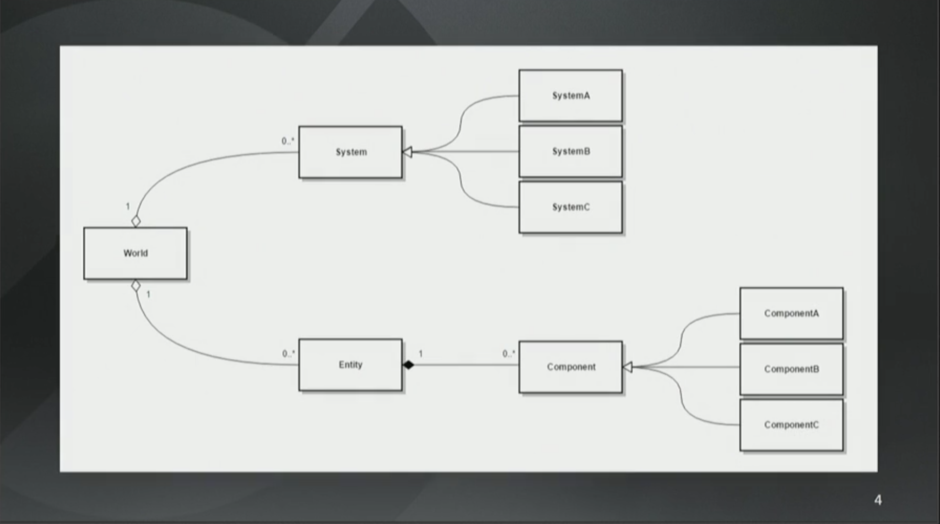 SystemA
0..*
System
SystemB
SystemC
1
World
1
ComponentA
0..*
Entity
1
0..*
Component
ComponentB
ComponentC
4